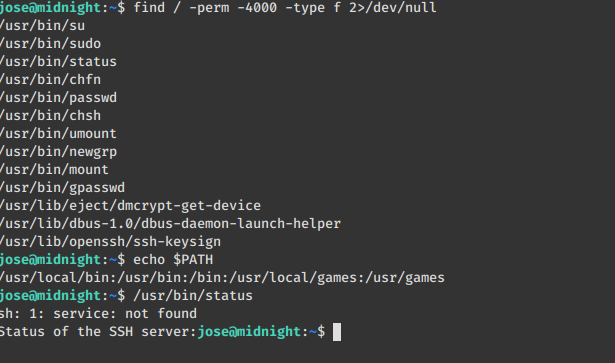 jose@midnight:~$ find / -perm -4000 -type f 2>/dev/null
/usr/bin/su
/usr/bin/sudo
/usr/bin/status
/usr/bin/chfn
/usr/bin/passwd
/usr/bin/chsh
/usr/bin/umount
/usr/bin/newgrp
/usr/bin/mount
/usr/bin/gpasswd
/usr/lib/eject/dmcrypt-get-device
/usr/lib/dbus-1.0/dbus-daemon-launch-helper
/usr/lib/openssh/ssh-keysign
jose@midnight:~$ echo $PATH
/usr/local/bin:/usr/bin:/bin:/usr/local/games:/usr/games
jose@midnight:~$ /usr/bin/status
sh: 1: service: not found
Status of the SSH server:jose@midnight:~$